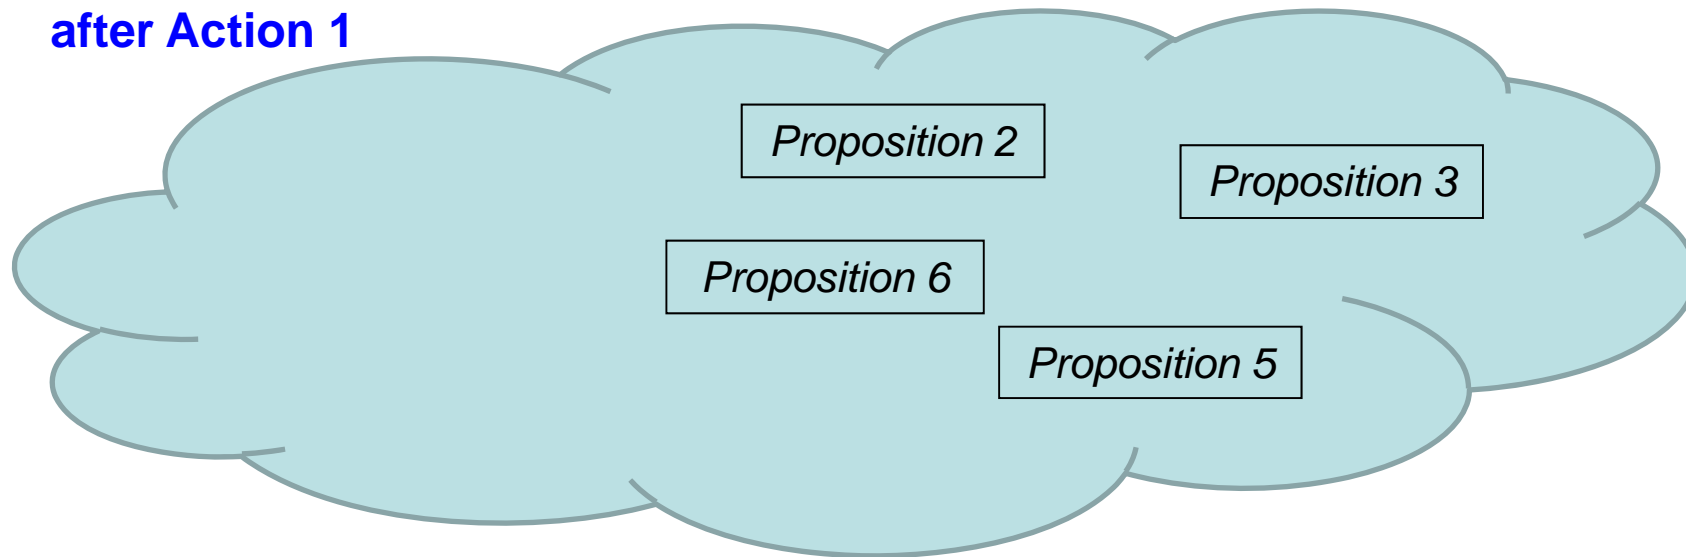 after Action 1
Proposition 2
Proposition 3
Proposition 6
Proposition 5